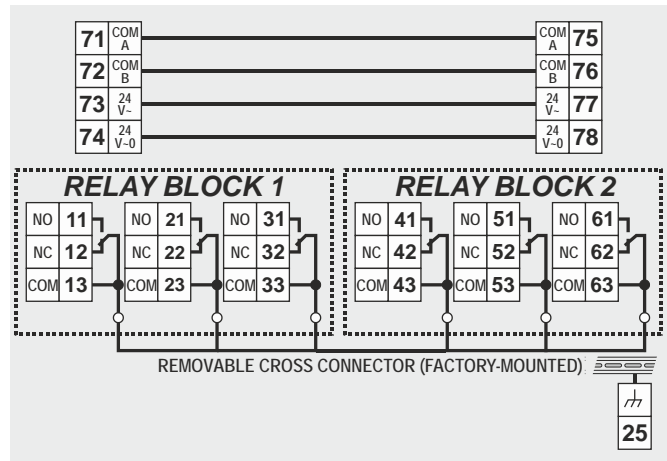 71 COM A COM A 75
72 COM B COM B 76
73 24 V~ 24 V~ 77
74 24 V~0 24 V~0 78
RELAY BLOCK 1 RELAY BLOCK 2
NO 11 NO 21 NO 31 NO 41 NO 51 NO 61
NC 12 NC 22 NC 32 NC 42 NC 52 NC 62
COM 13 COM 23 COM 33 COM 43 COM 53 COM 63
REMOVABLE CROSS CONNECTOR (FACTORY-MOUNTED)
25